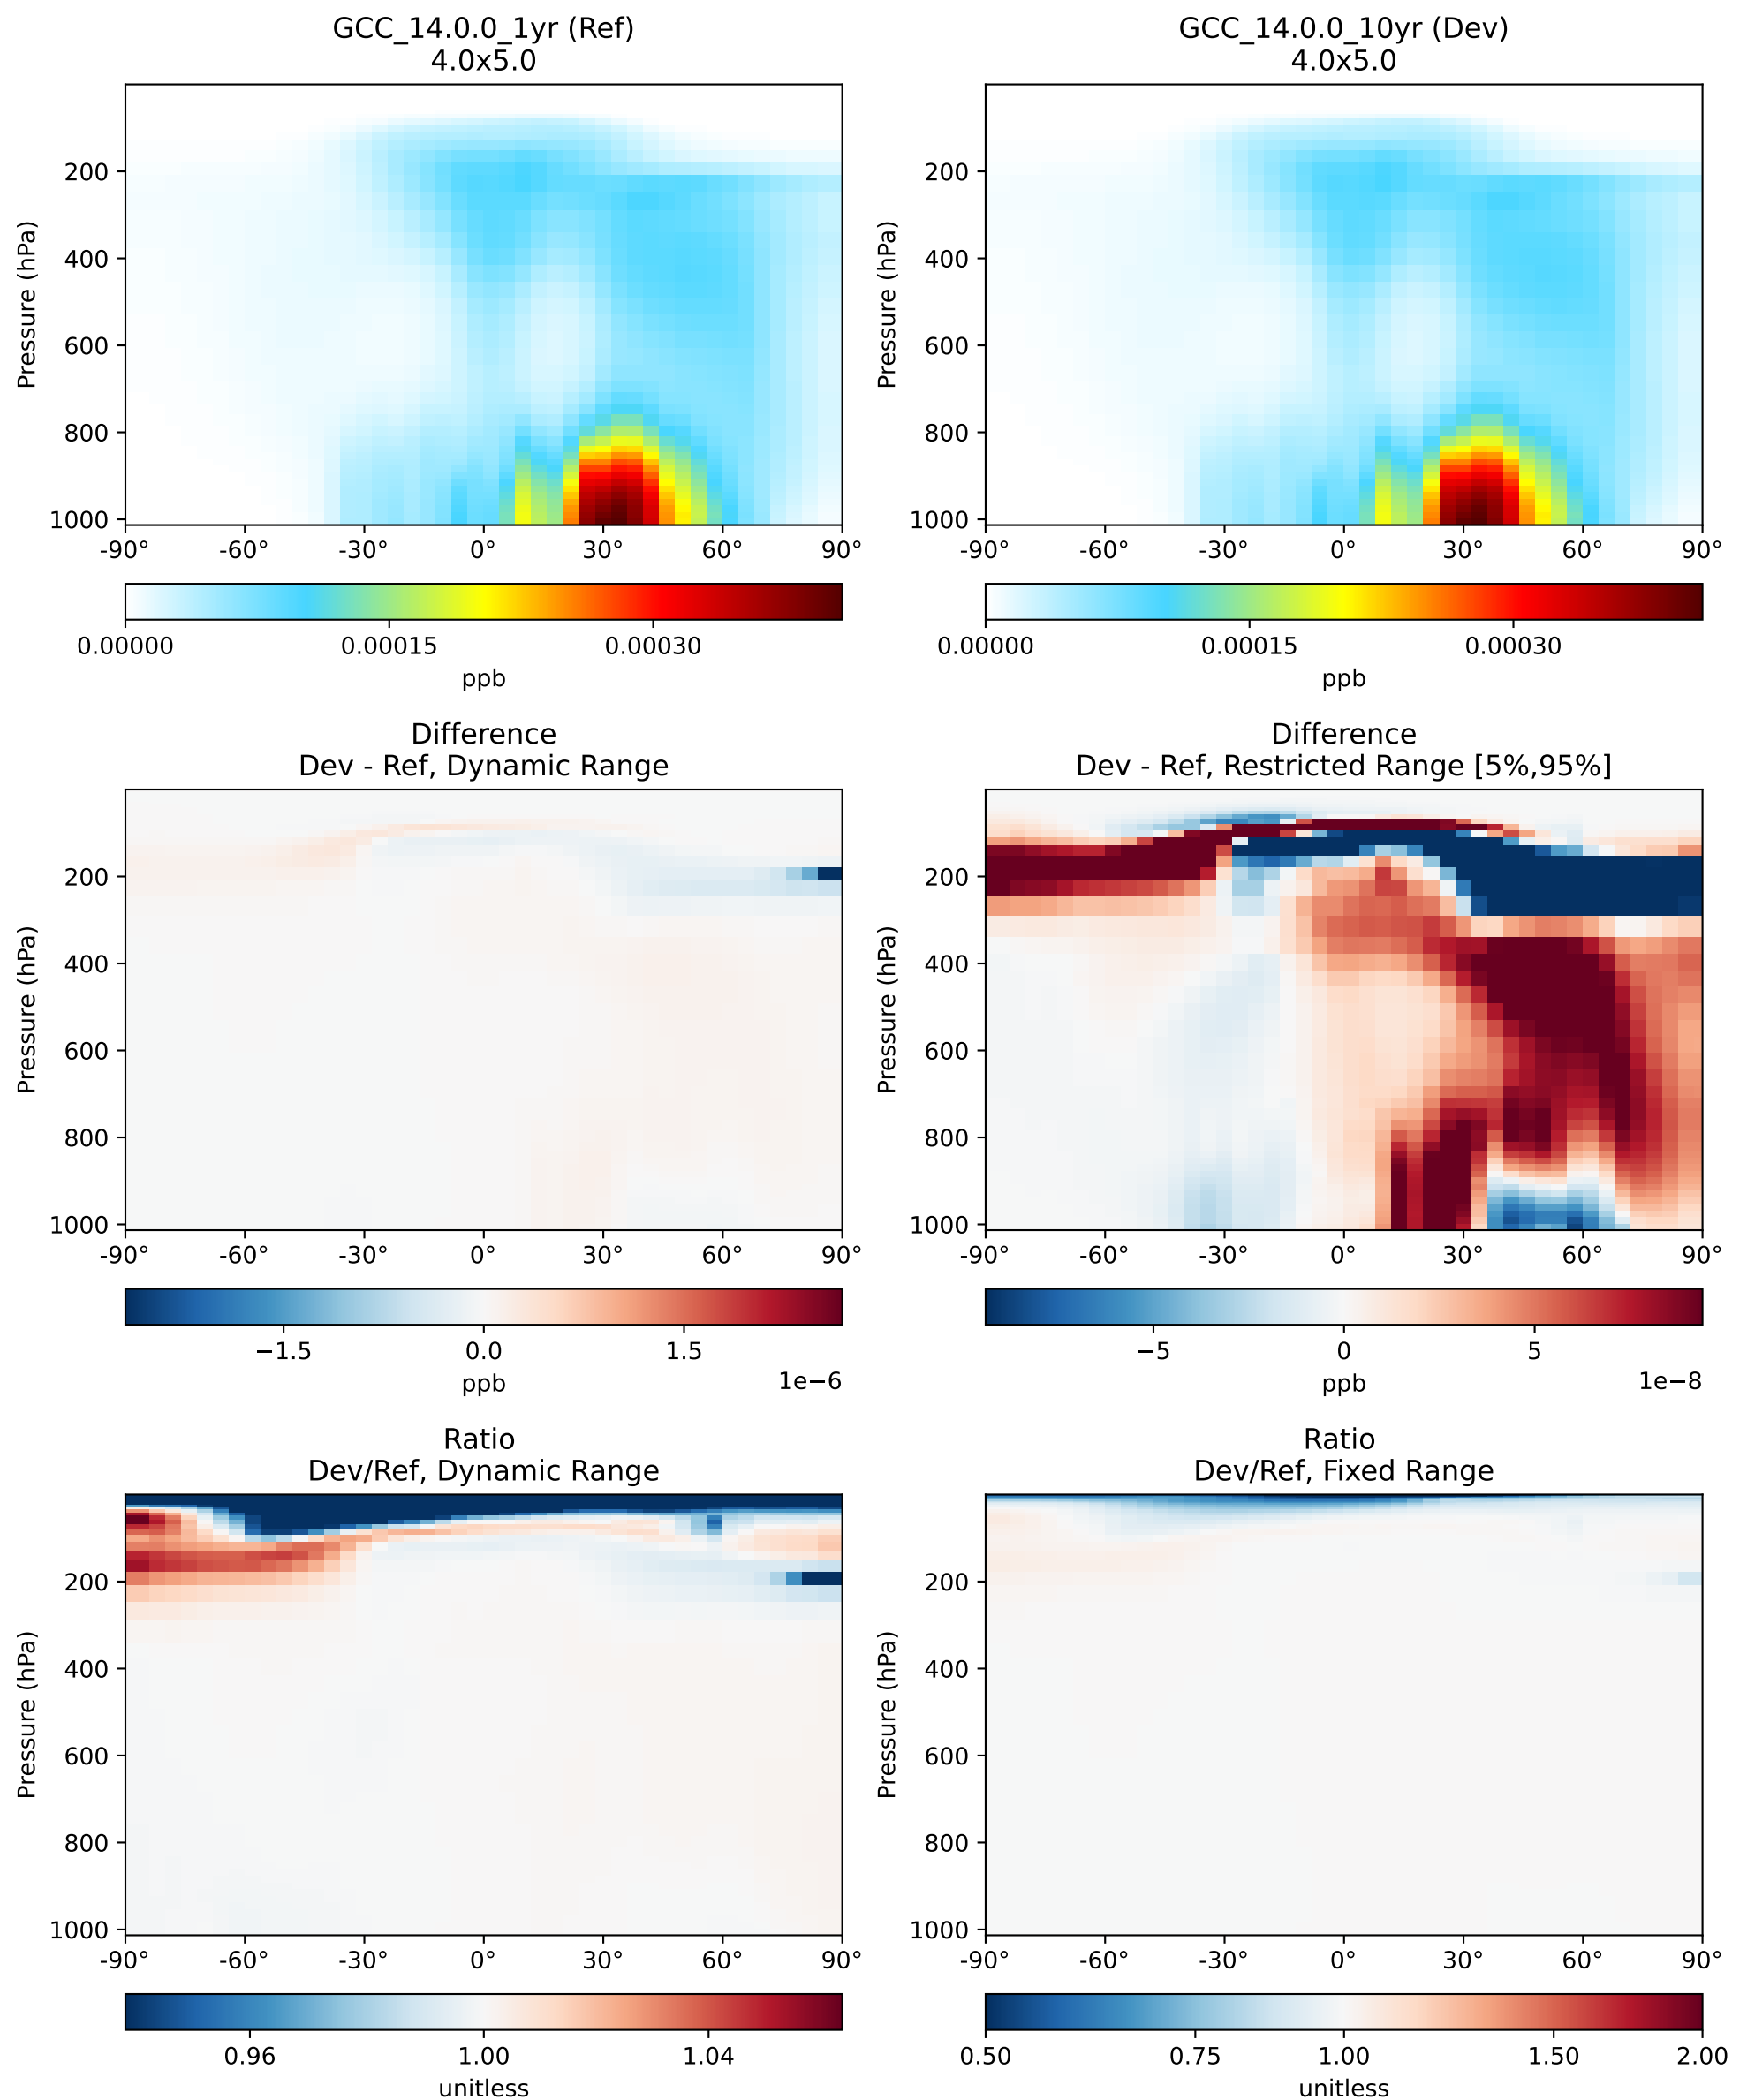 GCC_14.0.0_1yr (Ref)
4.0x5.0
Pressure (hPa)
200
400
600
800
1000
-90° -60° -30° 0° 30° 60° 90°
0.00000 0.00015 0.00030
ppb
GCC_14.0.0_10yr (Dev)
4.0x5.0
Pressure (hPa)
200
400
600
800
1000
-90° -60° -30° 0° 30° 60° 90°
0.00000 0.00015 0.00030
ppb
Difference
Dev - Ref, Dynamic Range
Pressure (hPa)
200
400
600
800
1000
-90° -60° -30° 0° 30° 60° 90°
−1.5 0.0 1.5
ppb 1e−6
Difference
Dev - Ref, Restricted Range [5%,95%]
Pressure (hPa)
200
400
600
800
1000
-90° -60° -30° 0° 30° 60° 90°
−5 0 5
ppb 1e−8
Ratio
Dev/Ref, Dynamic Range
Pressure (hPa)
200
400
600
800
1000
-90° -60° -30° 0° 30° 60° 90°
0.96 1.00 1.04
unitless
Ratio
Dev/Ref, Fixed Range
Pressure (hPa)
200
400
600
800
1000
-90° -60° -30° 0° 30° 60° 90°
0.50 0.75 1.00 1.50 2.00
unitless